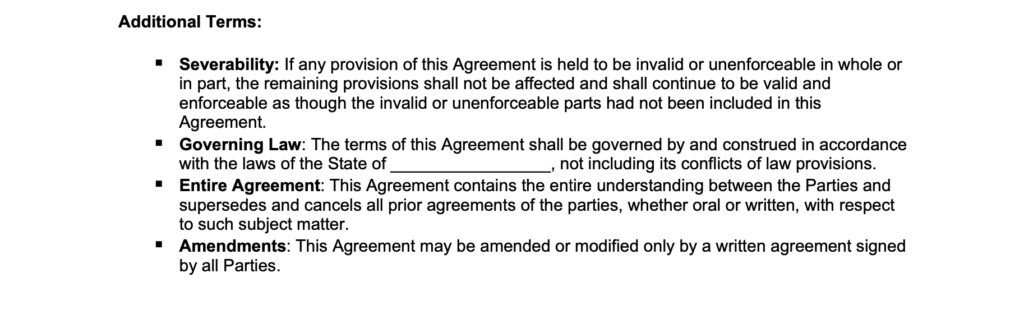 Additional Terms:
▪ Severability: If any provision of this Agreement is held to be invalid or unenforceable in whole or
in part, the remaining provisions shall not be affected and shall continue to be valid and
enforceable as though the invalid or unenforceable parts had not been included in this
Agreement.
▪ Governing Law: The terms of this Agreement shall be governed by and construed in accordance
with the laws of the State of _________________, not including its conflicts of law provisions.
▪ Entire Agreement: This Agreement contains the entire understanding between the Parties and
supersedes and cancels all prior agreements of the parties, whether oral or written, with respect
to such subject matter.
▪ Amendments: This Agreement may be amended or modified only by a written agreement signed
by all Parties.